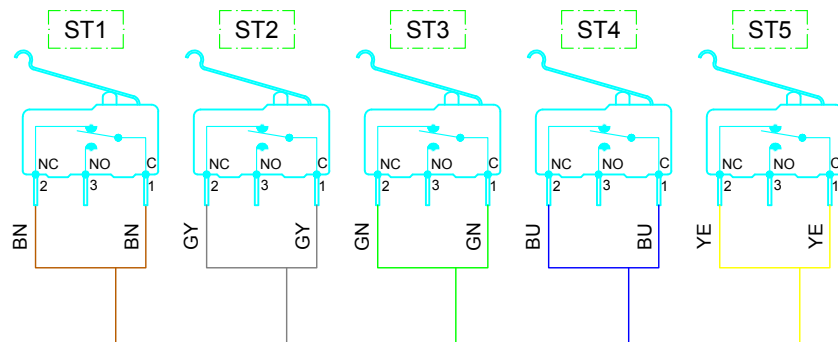 ST1 ST2 ST3 ST4 ST5
NC NO C NC NO C NC NO C NC NO C NC NO C
2 3 1 2 3 1 2 3 1 2 3 1 2 3 1
BN BN GY GY GN GN BU BU YE YE